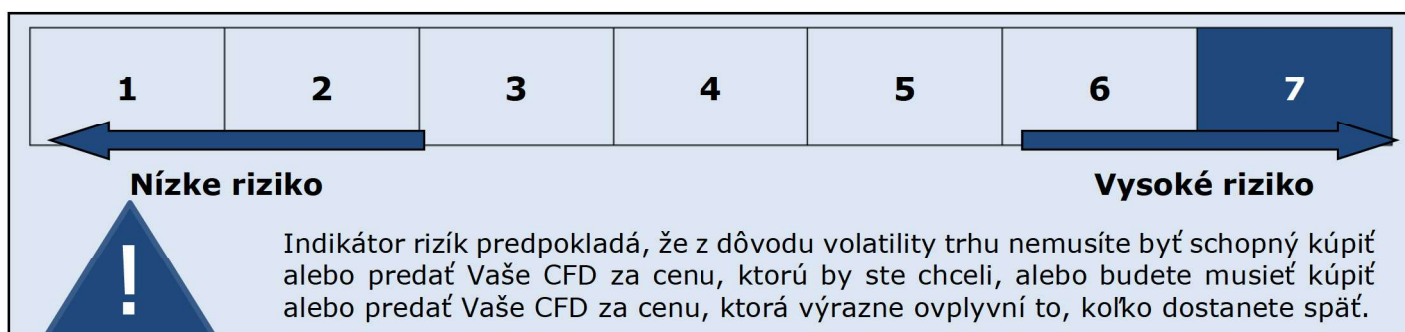 1 2 3 4 5 6 7
Nízke riziko Vysoké riziko
!
Indikátor rizík predpokladá, že z dôvodu volatility trhu nemusíte byť schopný kúpiť
alebo predať Vaše CFD za cenu, ktorú by ste chceli, alebo budete musieť kúpiť
alebo predať Vaše CFD za cenu, ktorá výrazne ovplyvní to, koľko dostanete späť.